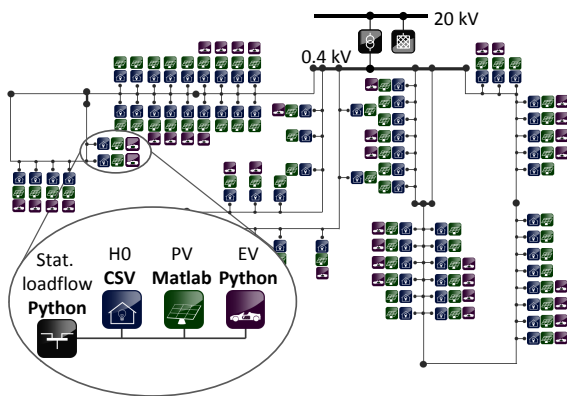 20 kV
0.4 kV
H0 PV EV
CSV Matlab Python
Stat.
loadflow
Python